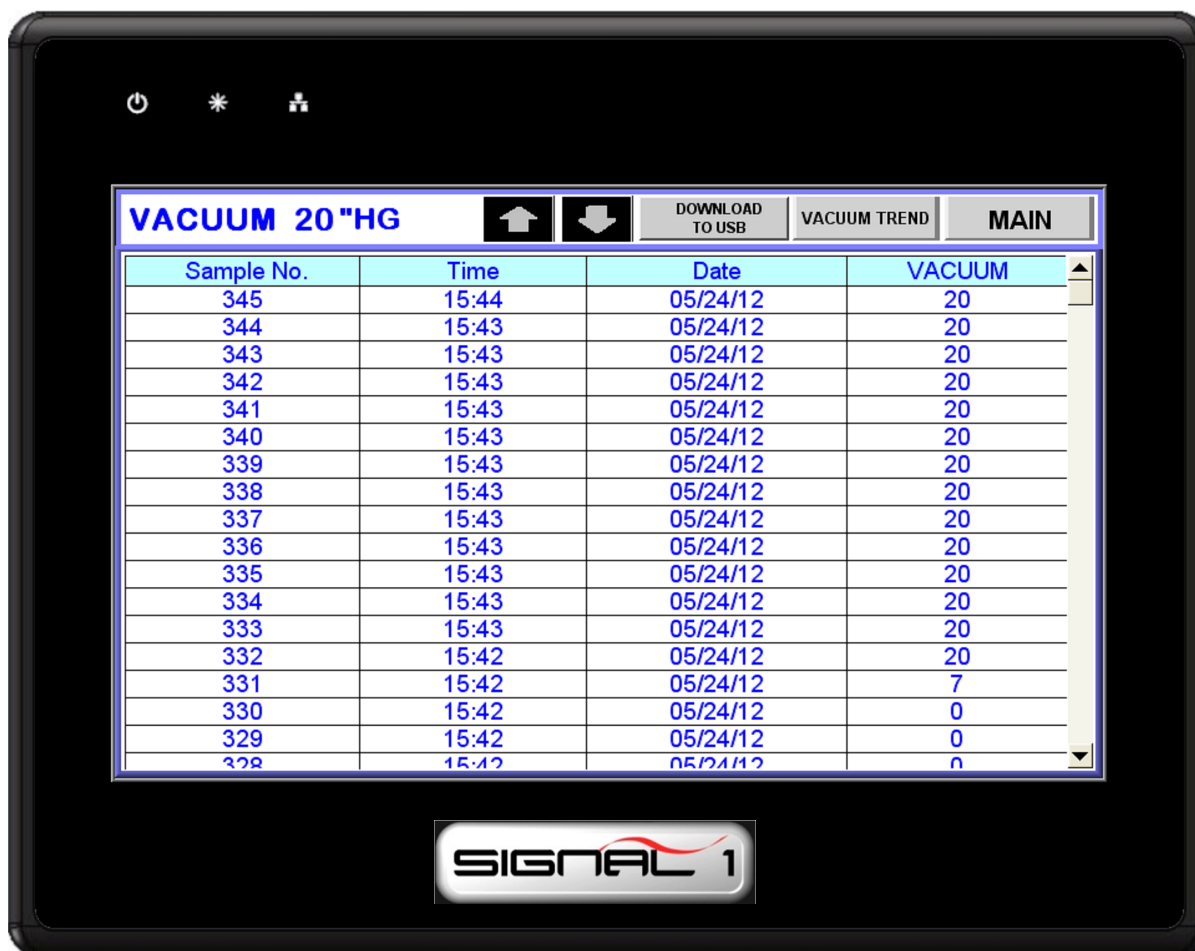 VACUUM 20"HG
DOWNLOAD
TO USB
VACUUM TREND
MAIN
Sample No. Time Date VACUUM
345 15:44 05/24/12 20
344 15:43 05/24/12 20
343 15:43 05/24/12 20
342 15:43 05/24/12 20
341 15:43 05/24/12 20
340 15:43 05/24/12 20
339 15:43 05/24/12 20
338 15:43 05/24/12 20
337 15:43 05/24/12 20
336 15:43 05/24/12 20
335 15:43 05/24/12 20
334 15:43 05/24/12 20
333 15:43 05/24/12 20
332 15:42 05/24/12 20
331 15:42 05/24/12 7
330 15:42 05/24/12 0
329 15:42 05/24/12 0
328 15:42 05/24/12 0
SIGNAL 1